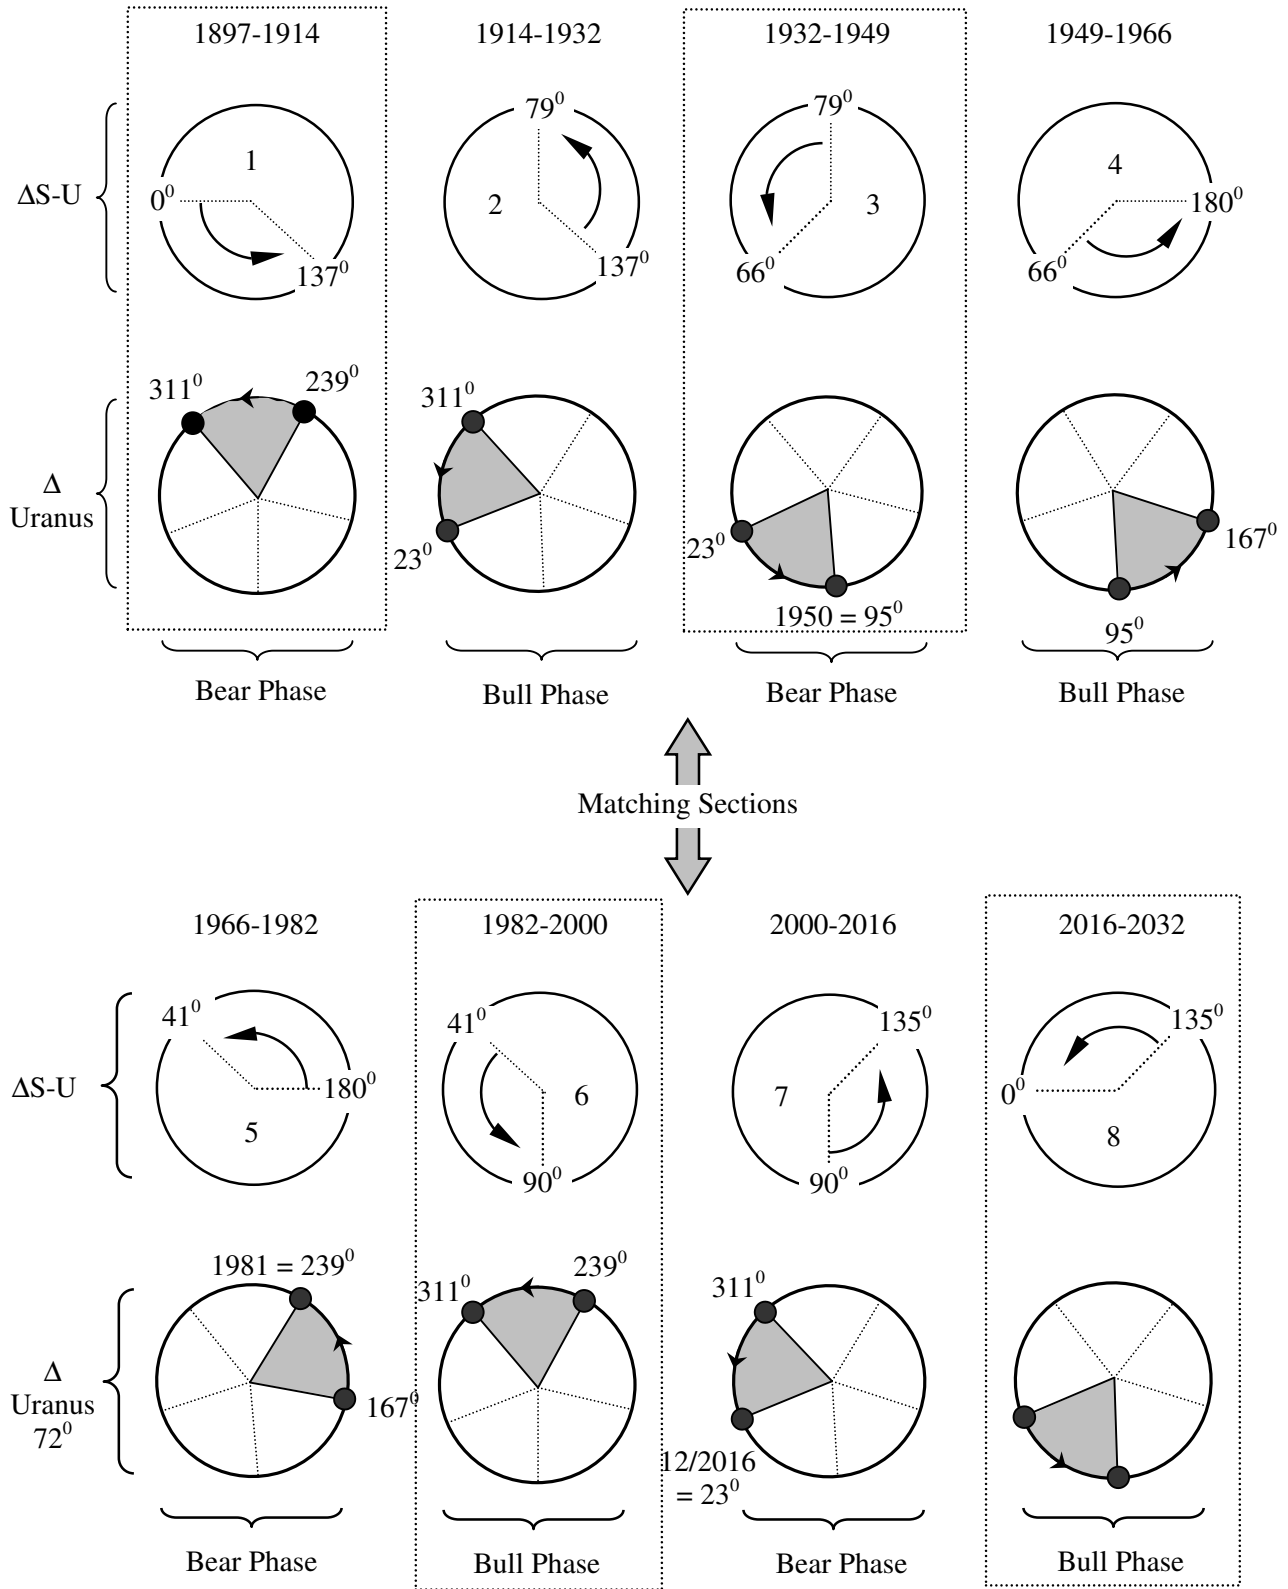 1897-1914 1914-1932 1932-1949 1949-1966
79⁰ 79⁰
1 4
ΔS-U 0⁰ 2 3 180⁰
137⁰ 137⁰ 66⁰ 66⁰
311⁰ 239⁰ 311⁰
Δ
Uranus
23⁰ 23⁰ 167⁰
1950 = 95⁰ 95⁰
Bear Phase Bull Phase Bear Phase Bull Phase
Matching Sections
1966-1982 1982-2000 2000-2016 2016-2032
41⁰ 41⁰ 135⁰ 135⁰
ΔS-U 180⁰ 6 7 0⁰
5 8
90⁰ 90⁰
1981 = 239⁰ 311⁰ 239⁰ 311⁰
Δ
Uranus 167⁰
72⁰
12/2016
= 23⁰
Bear Phase Bull Phase Bear Phase Bull Phase